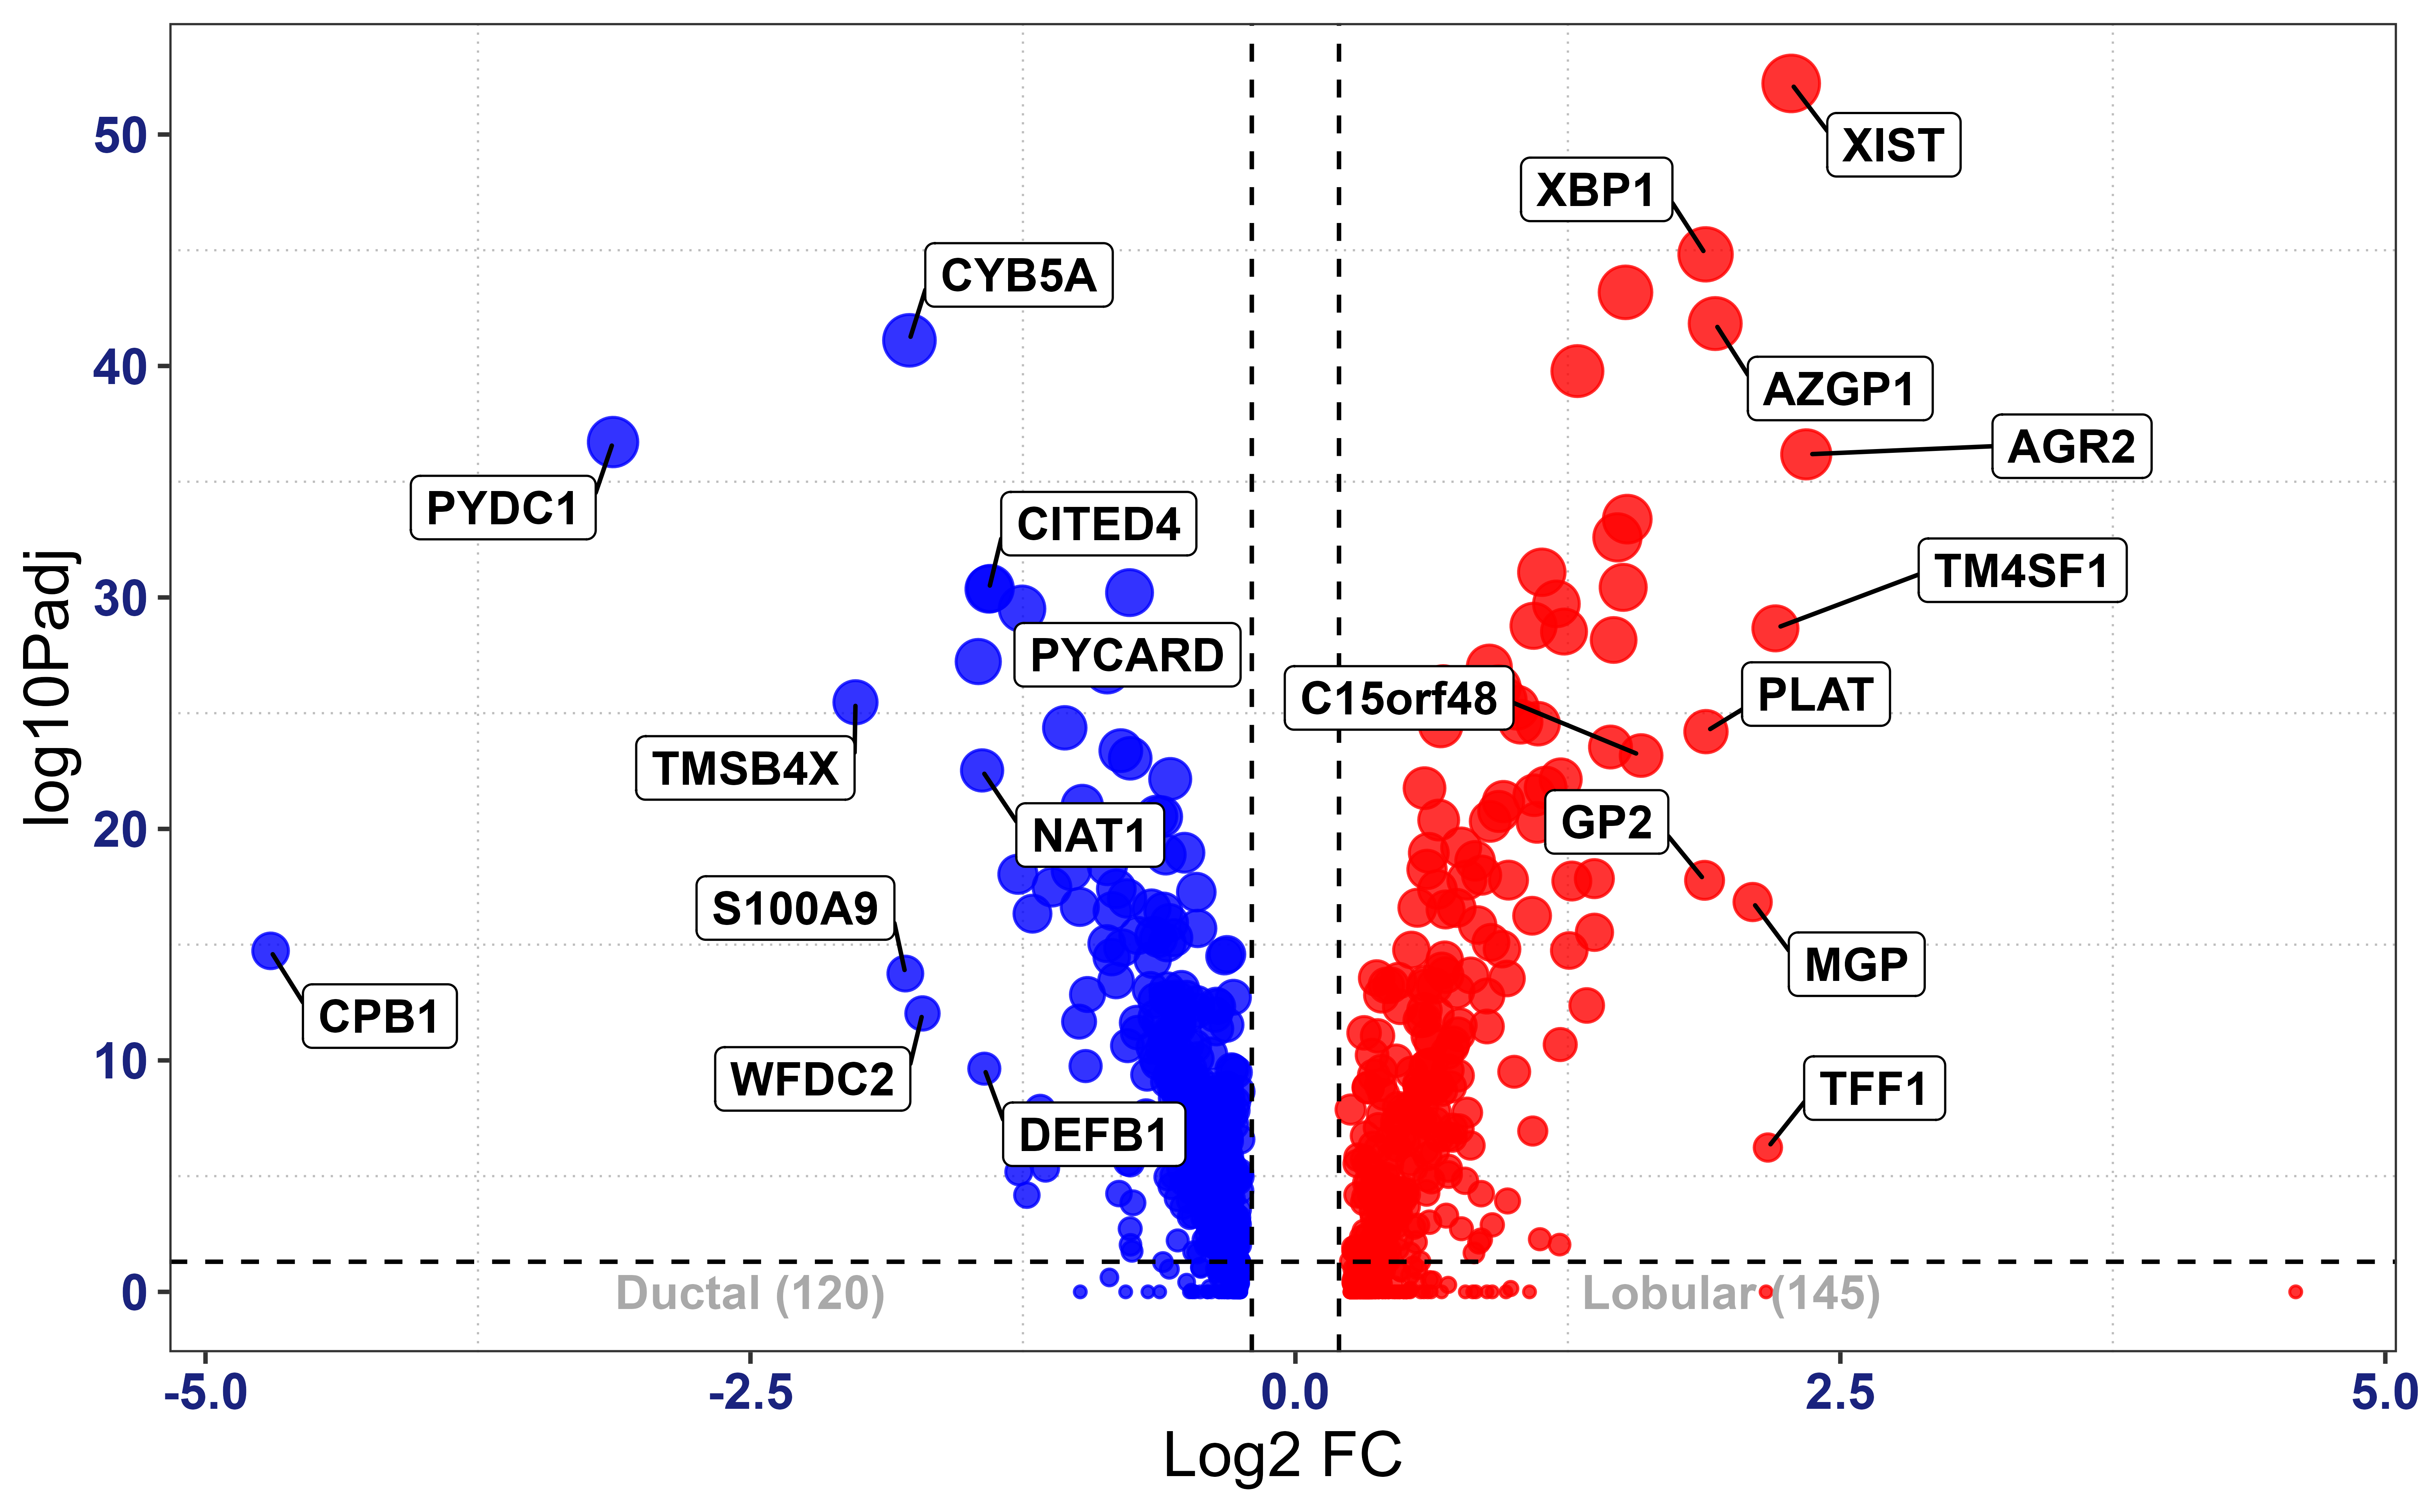 XIST
XBP1
CYB5A
AZGP1
AGR2
PYDC1
CITED4
TM4SF1
PYCARD
C15orf48
PLAT
TMSB4X
NAT1
GP2
S100A9
MGP
CPB1
WFDC2
TFF1
DEFB1
Ductal (120)
Lobular (145)
50
40
30
20
10
0
log10Padj
-5.0
-2.5
0.0
2.5
5.0
Log2 FC